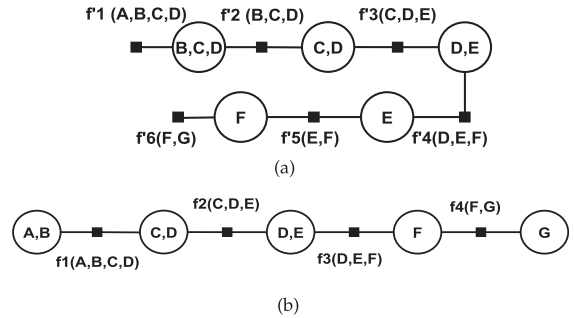 f'1 (A,B,C,D) f'2 (B,C,D) f'3(C,D,E)
B,C,D C,D D,E
F E
f'6(F,G) f'5(E,F) f'4(D,E,F)
(a)
f2(C,D,E) f4(F,G)
A,B C,D D,E F G
f1(A,B,C,D) f3(D,E,F)
(b)